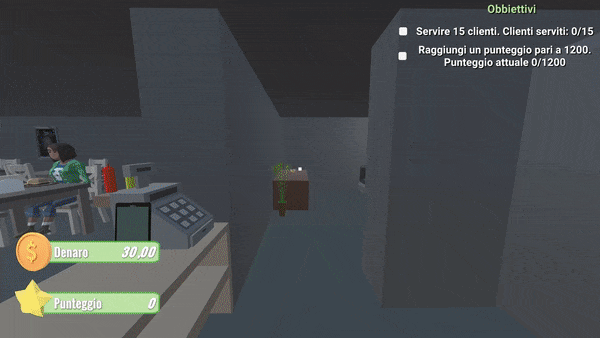 Obbiettivi
Servire 15 clienti. Clienti serviti: 0/15
Raggiungi un punteggio pari a 1200.
Punteggio attuale 0/1200
Denaro 30,00
Punteggio 0